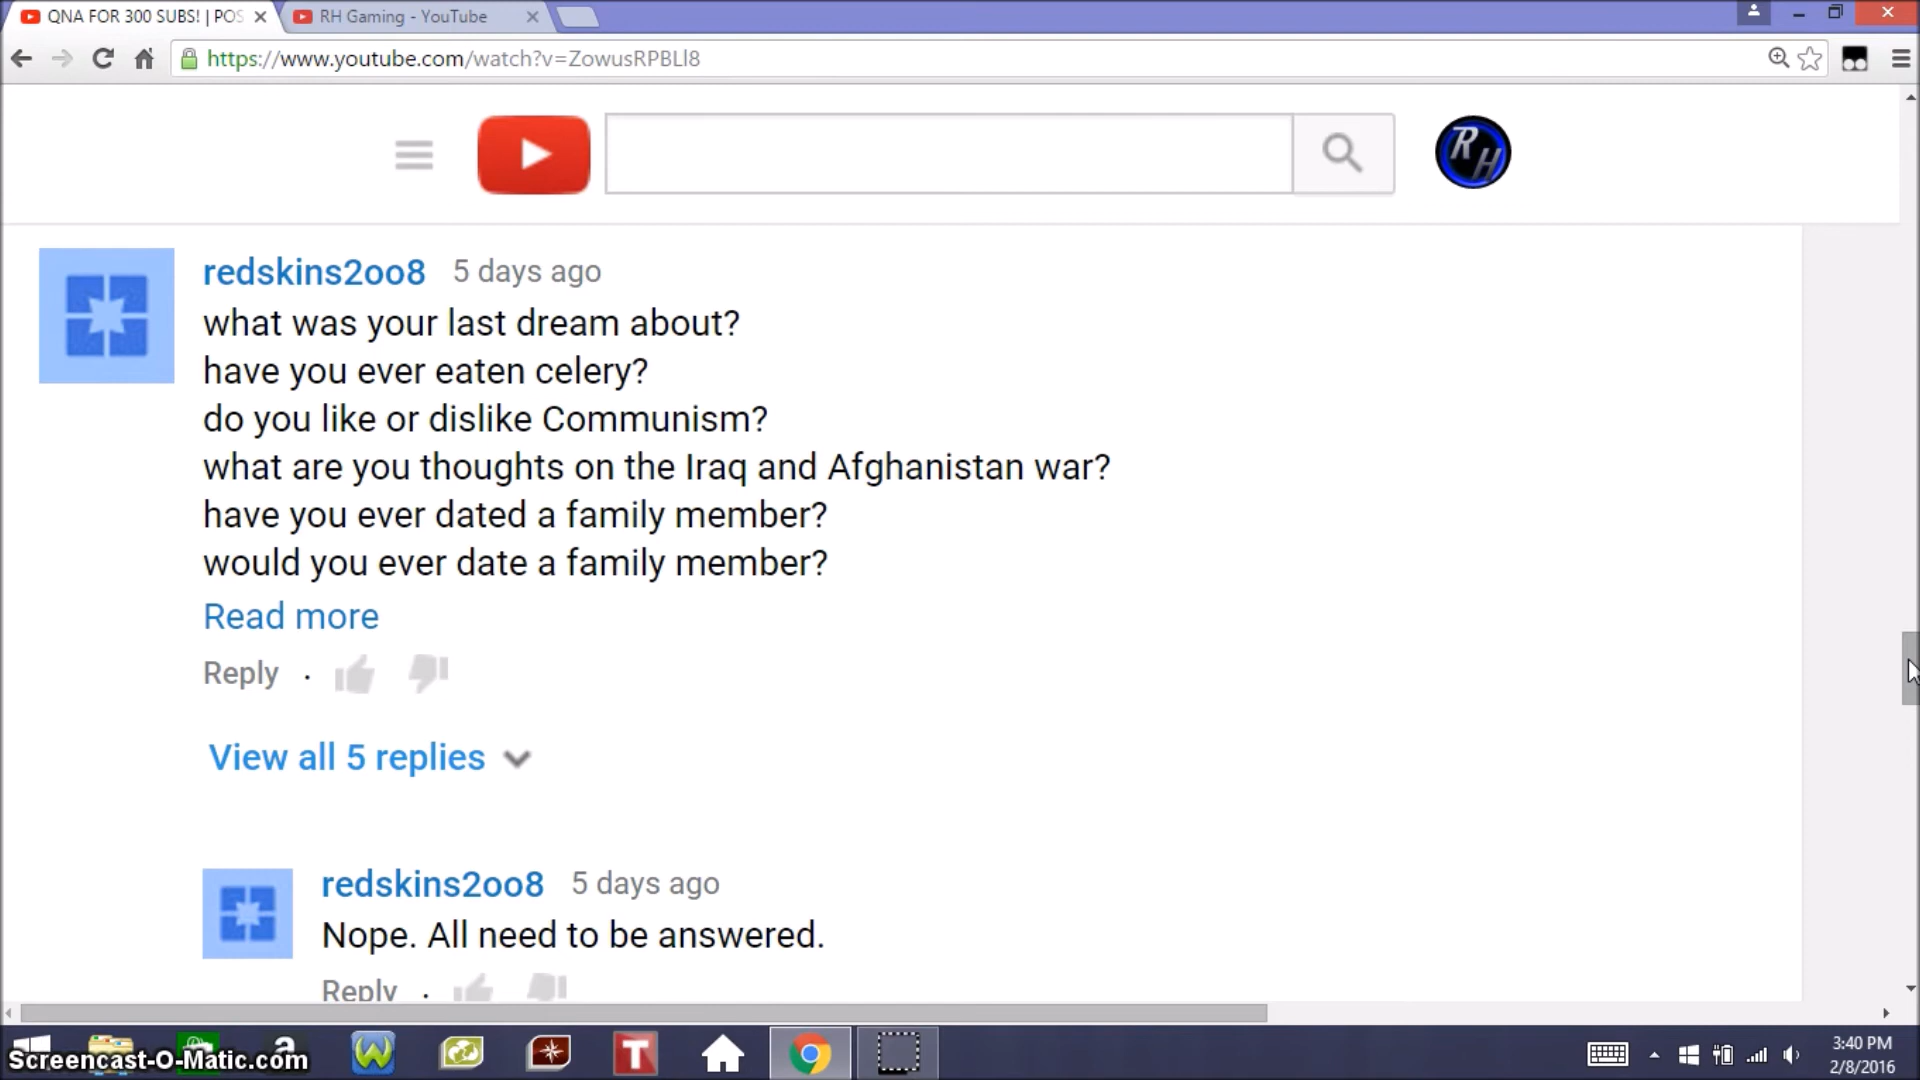 QNA FOR 300 SUBS! | POS
RH Gaming - YouTube
https://www.youtube.com/watch?v=ZowusRPBLl8
RH
redskins2oo8 5 days ago
what was your last dream about?
have you ever eaten celery?
do you like or dislike Communism?
what are you thoughts on the Iraq and Afghanistan war?
have you ever dated a family member?
would you ever date a family member?
Read more
Reply
View all 5 replies
redskins2oo8 5 days ago
Nope. All need to be answered.
Reply
Screencast-O-Matic.com
a
W
T
3:40 PM
2/8/2016